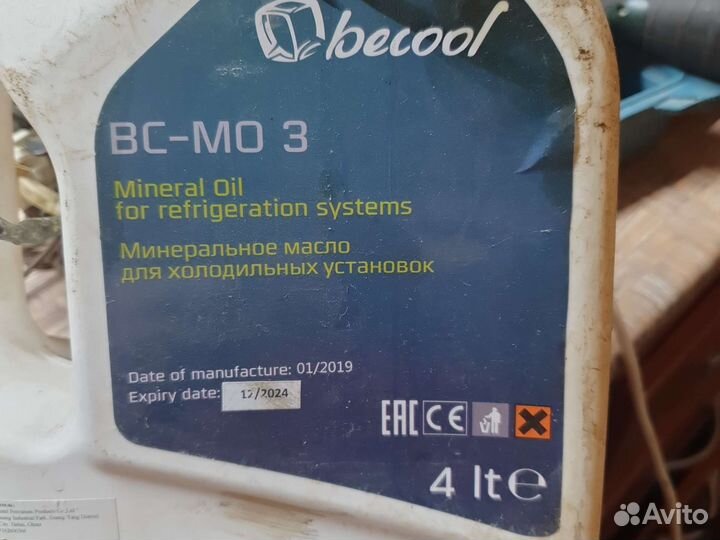 becool
BC-MO 3
Mineral Oil
for refrigeration systems
Минеральное масло
для холодильных установок
Date of manufacture: 01/2019
Expiry date: 12/2024
EAC CE
4 lt e
Avito